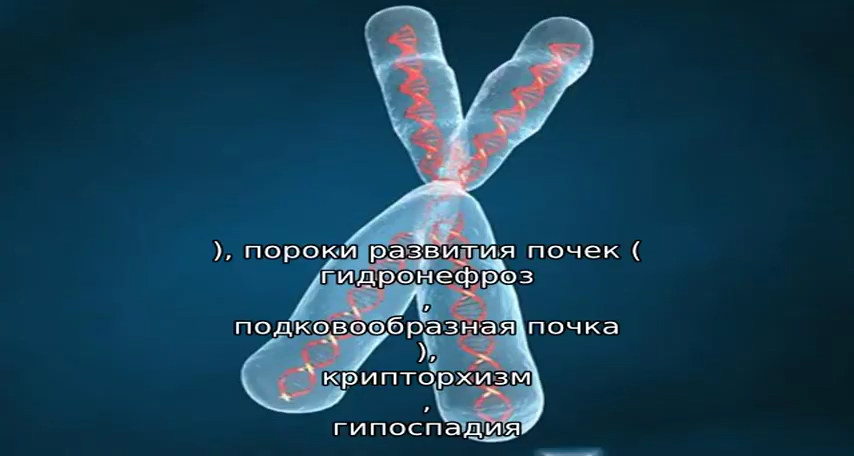 ), пороки развития почек (
гидронефроз
,
подковообразная почка
),
крипторхизм
,
гипоспадия